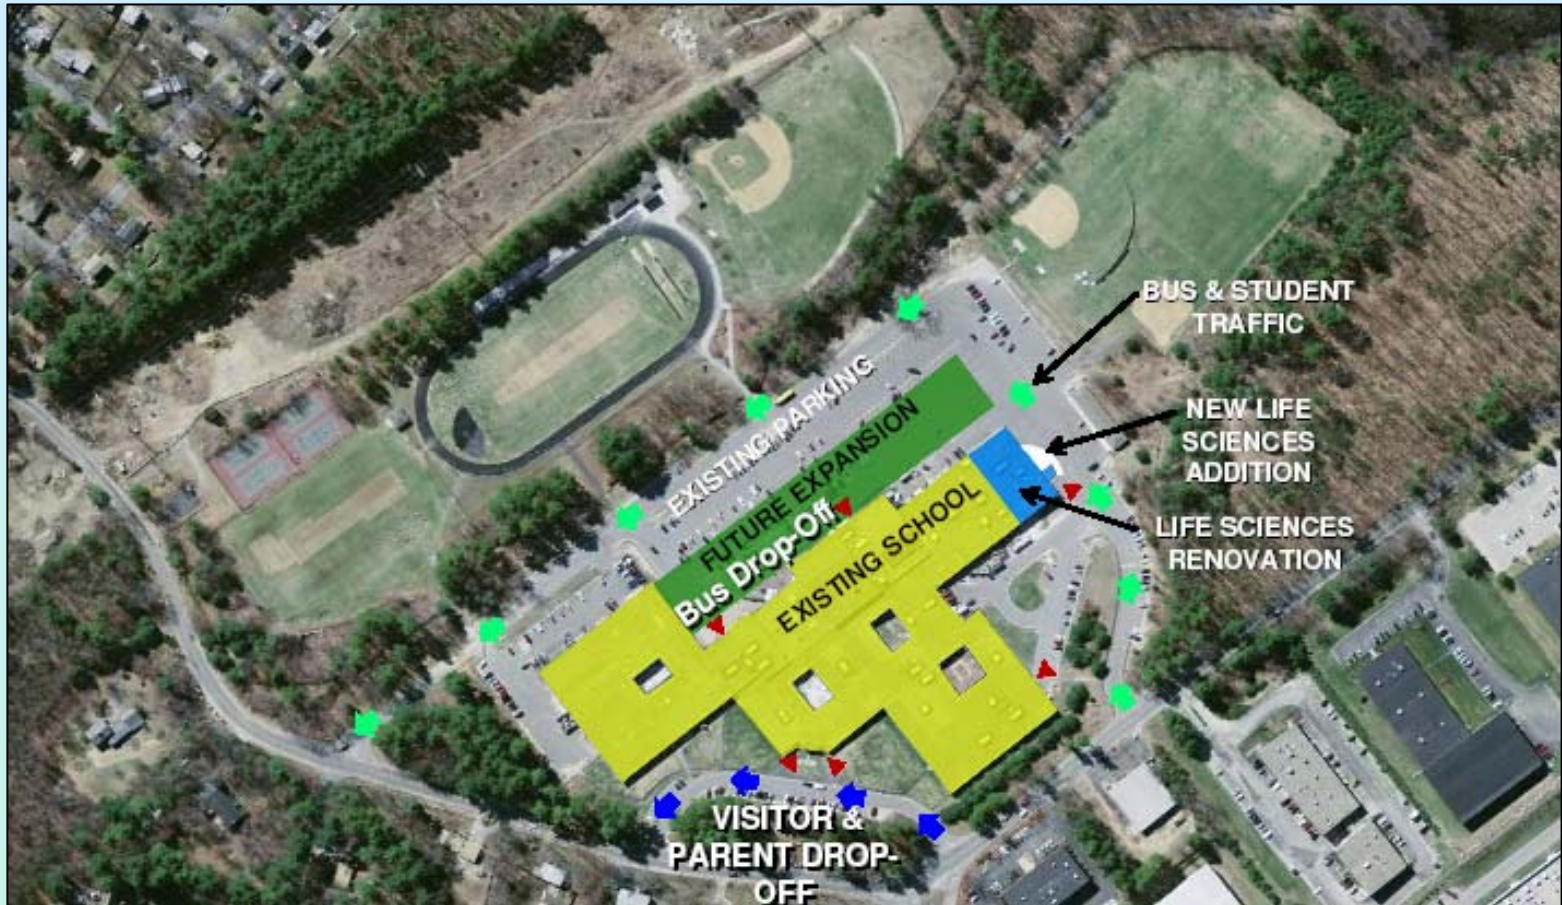 BUS & STUDENT
TRAFFIC
EXISTING PARKING
NEW LIFE
SCIENCES
ADDITION
FUTURE EXPANSION
Bus Drop-Off
EXISTING SCHOOL
LIFE SCIENCES
RENOVATION
VISITOR &
PARENT DROP-
OFF